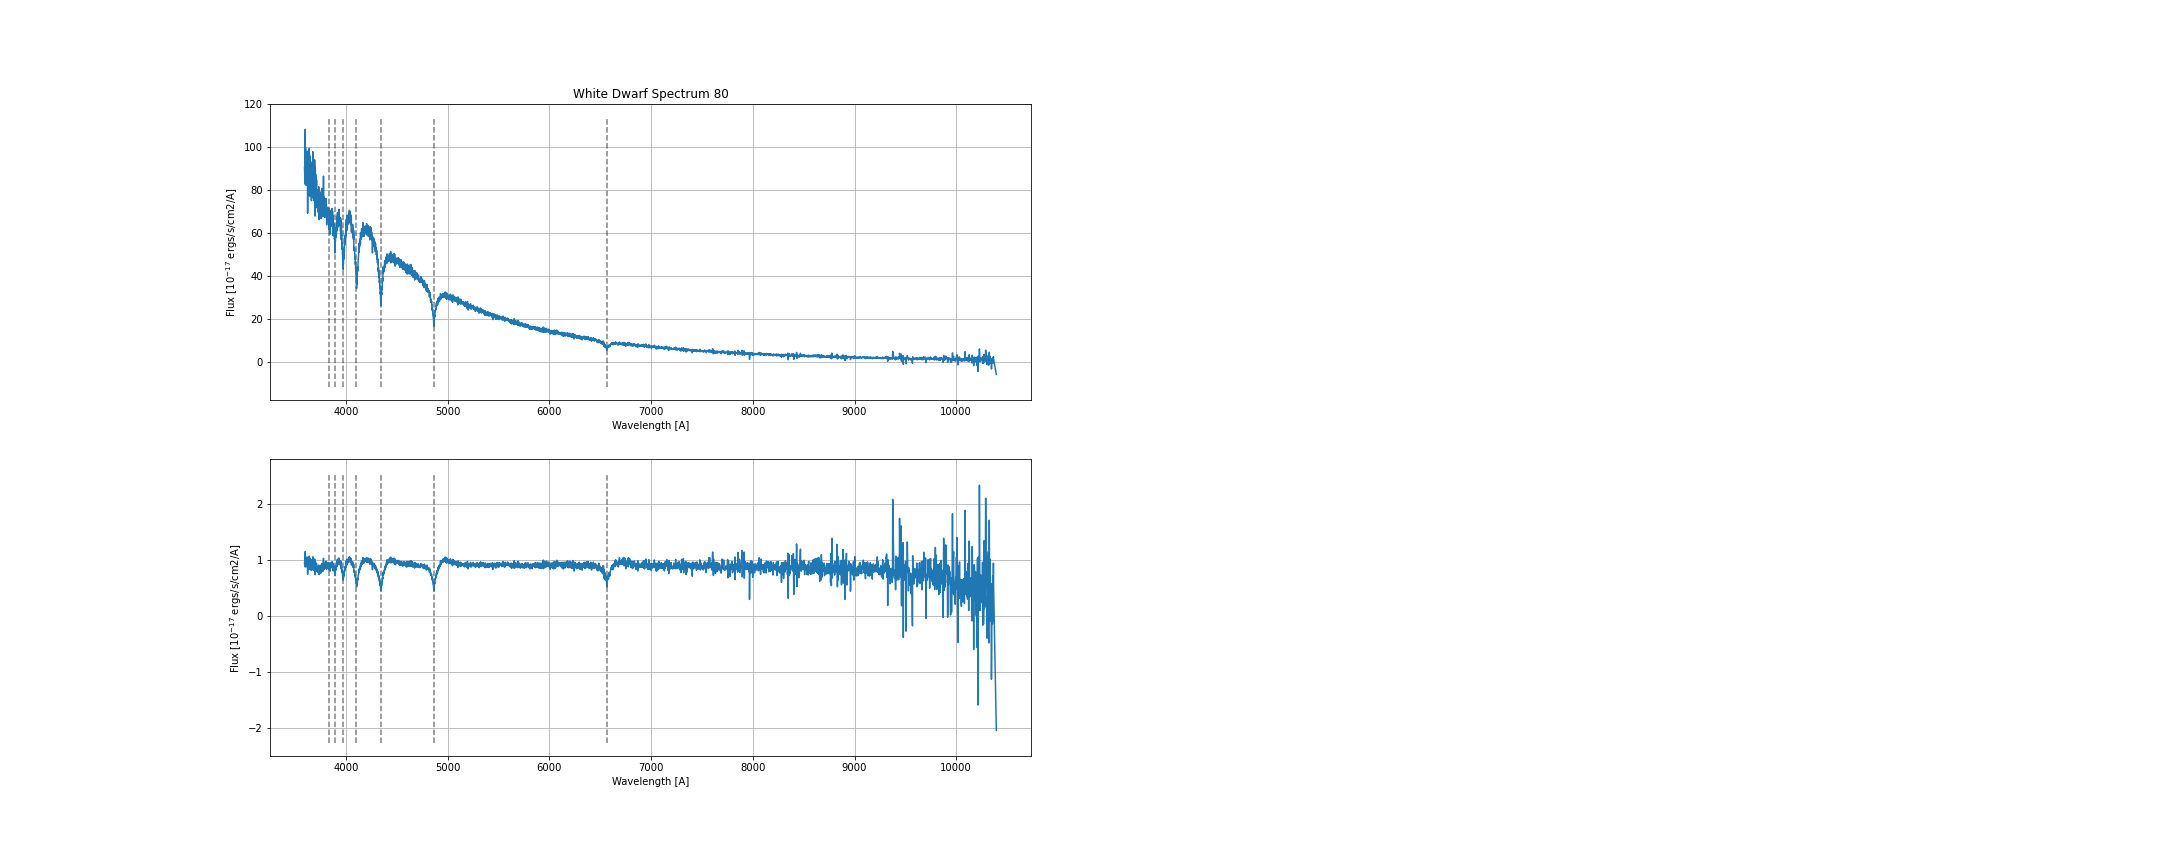 White Dwarf Spectrum 80
120
100
80
60
40
20
0
Flux [10⁻¹⁷ ergs/s/cm2/A]
4000 5000 6000 7000 8000 9000 10000
Wavelength [A]
2
1
0
−1
−2
Flux [10⁻¹⁷ ergs/s/cm2/A]
4000 5000 6000 7000 8000 9000 10000
Wavelength [A]